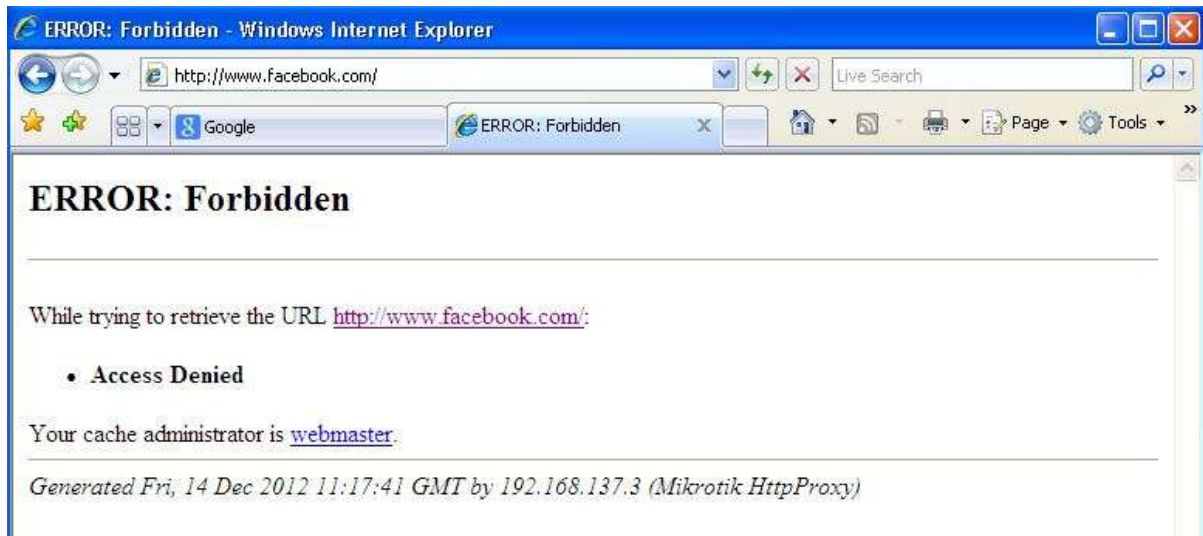 ERROR: Forbidden - Windows Internet Explorer
http://www.facebook.com/ Live Search
Google ERROR: Forbidden Page Tools
ERROR: Forbidden
While trying to retrieve the URL http://www.facebook.com/:
• Access Denied
Your cache administrator is webmaster.
Generated Fri, 14 Dec 2012 11:17:41 GMT by 192.168.137.3 (Mikrotik HttpProxy)